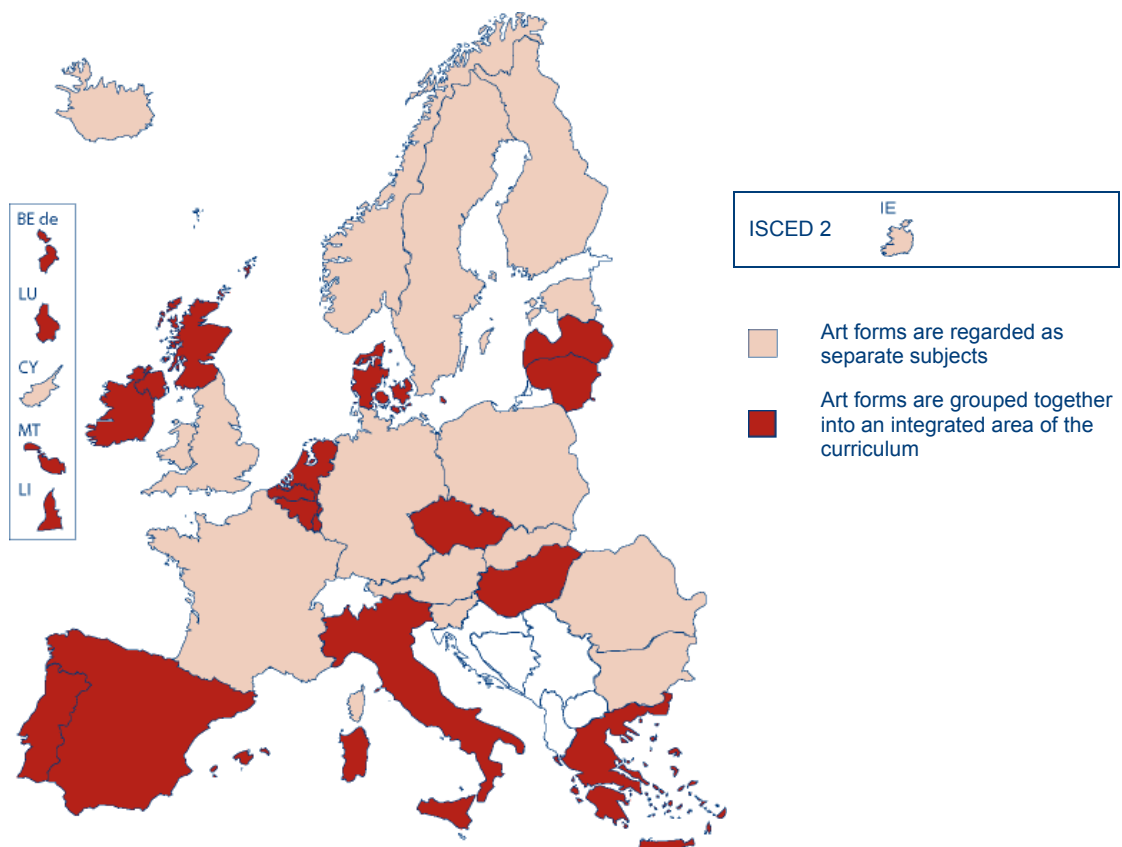 BE de
LU
CY
MT
LI
ISCED 2
IE
Art forms are regarded as
separate subjects
Art forms are grouped together
into an integrated area of the
curriculum